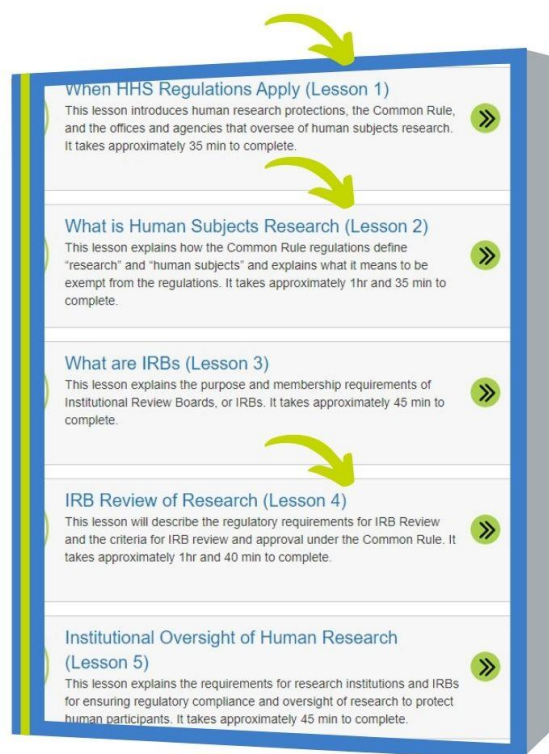 When HHS Regulations Apply (Lesson 1)
This lesson introduces human research protections, the Common Rule,
and the offices and agencies that oversee of human subjects research.
It takes approximately 35 min to complete.
What is Human Subjects Research (Lesson 2)
This lesson explains how the Common Rule regulations define
“research” and “human subjects” and explains what it means to be
exempt from the regulations. It takes approximately 1hr and 35 min to
complete.
What are IRBs (Lesson 3)
This lesson explains the purpose and membership requirements of
Institutional Review Boards, or IRBs. It takes approximately 45 min to
complete.
IRB Review of Research (Lesson 4)
This lesson will describe the regulatory requirements for IRB Review
and the criteria for IRB review and approval under the Common Rule. It
takes approximately 1hr and 40 min to complete.
Institutional Oversight of Human Research
(Lesson 5)
This lesson explains the requirements for research institutions and IRBs
for ensuring regulatory compliance and oversight of research to protect
human participants. It takes approximately 45 min to complete.